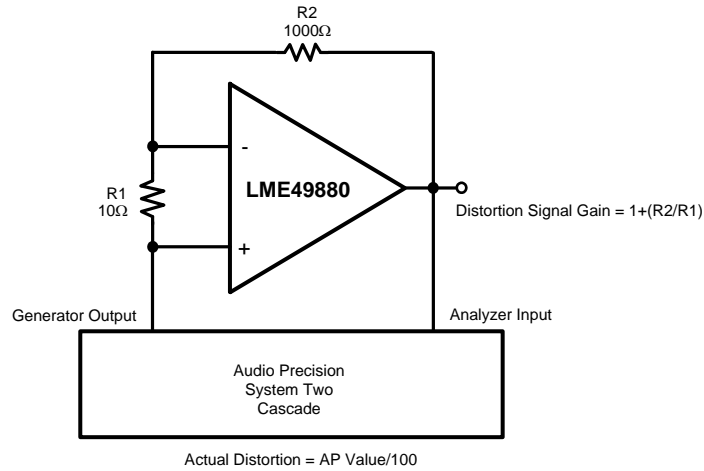 R2
1000Ω
R1
10Ω
-
+
LME49880
Distortion Signal Gain = 1+(R2/R1)
Generator Output
Analyzer Input
Audio Precision
System Two
Cascade
Actual Distortion = AP Value/100